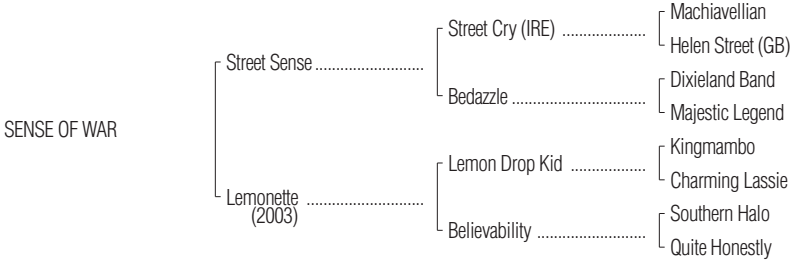 Machiavellian
Street Cry (IRE) ....................
Helen Street (GB)
Street Sense ..........................
Dixieland Band
Bedazzle ................................
Majestic Legend
SENSE OF WAR
Kingmambo
Lemon Drop Kid ..................
Charming Lassie
Lemonette ............................
(2003)
Southern Halo
Believability ..........................
Quite Honestly